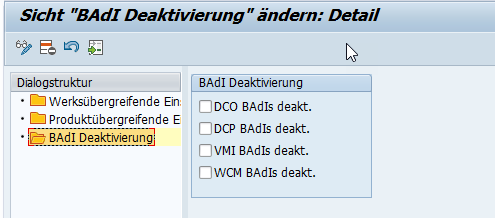 Sicht "BAdI Deaktivierung" ändern: Detail
Dialogstruktur
Werksübergreifende Ein
Produktübergreifende E
BAdI Deaktivierung
BAdI Deaktivierung
DCO BAdIs deakt.
DCP BAdIs deakt.
VMI BAdIs deakt.
WCM BAdIs deakt.